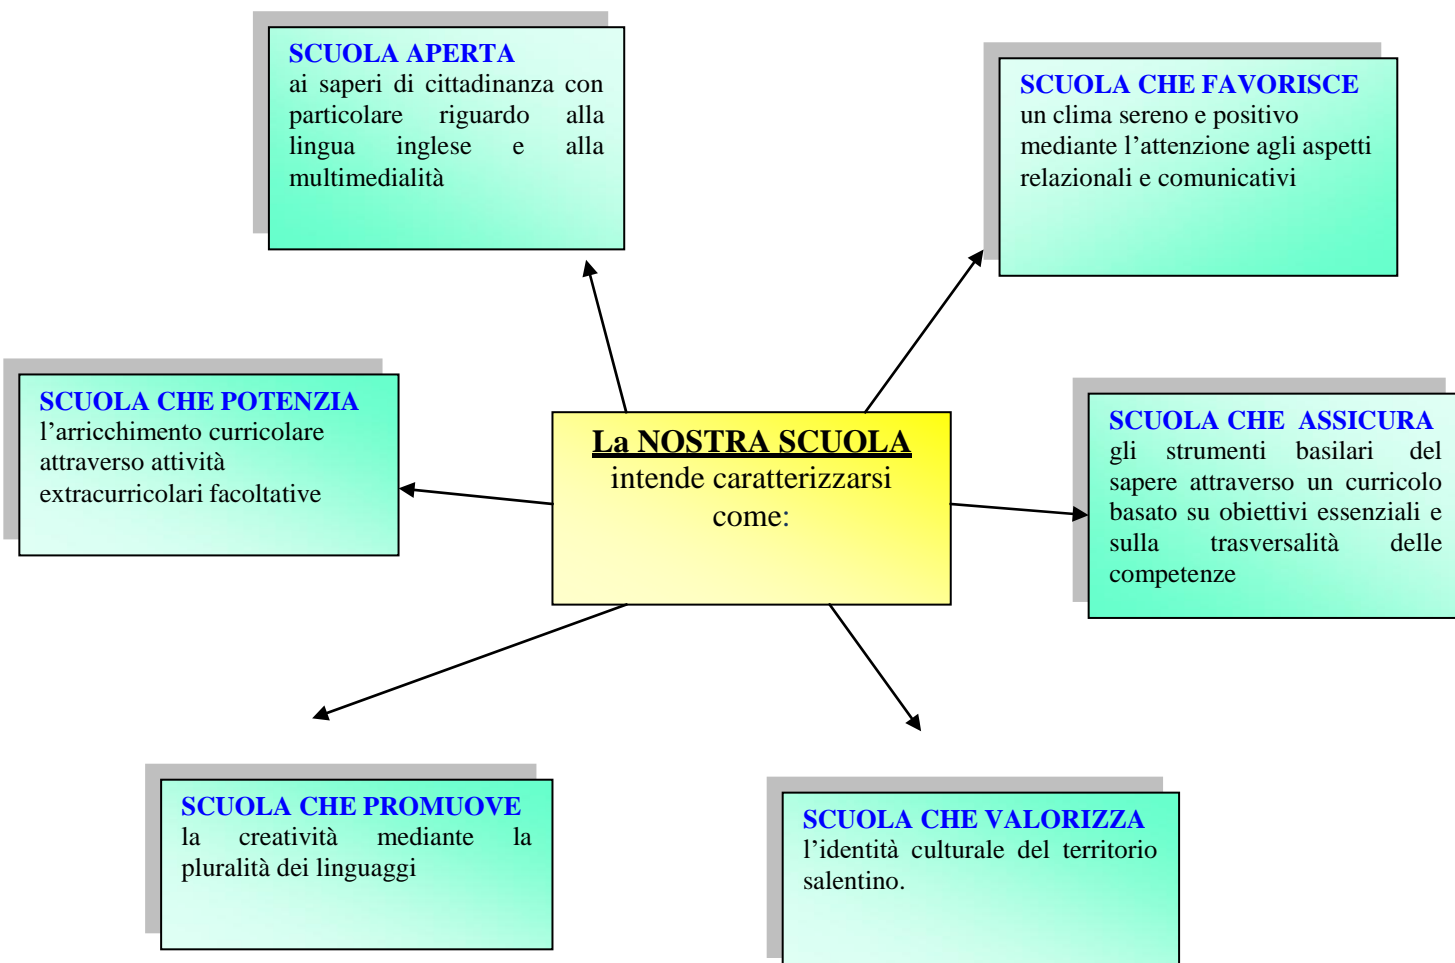 SCUOLA APERTA
ai saperi di cittadinanza con
particolare riguardo alla
lingua inglese e alla
multimedialità
SCUOLA CHE FAVORISCE
un clima sereno e positivo
mediante l’attenzione agli aspetti
relazionali e comunicativi
SCUOLA CHE POTENZIA
l’arricchimento curricolare
attraverso attività
extracurricolari facoltative
La NOSTRA SCUOLA
intende caratterizzarsi
come:
SCUOLA CHE ASSICURA
gli strumenti basilari del
sapere attraverso un curricolo
basato su obiettivi essenziali e
sulla trasversalità delle
competenze
SCUOLA CHE PROMUOVE
la creatività mediante la
pluralità dei linguaggi
SCUOLA CHE VALORIZZA
l’identità culturale del territorio
salentino.